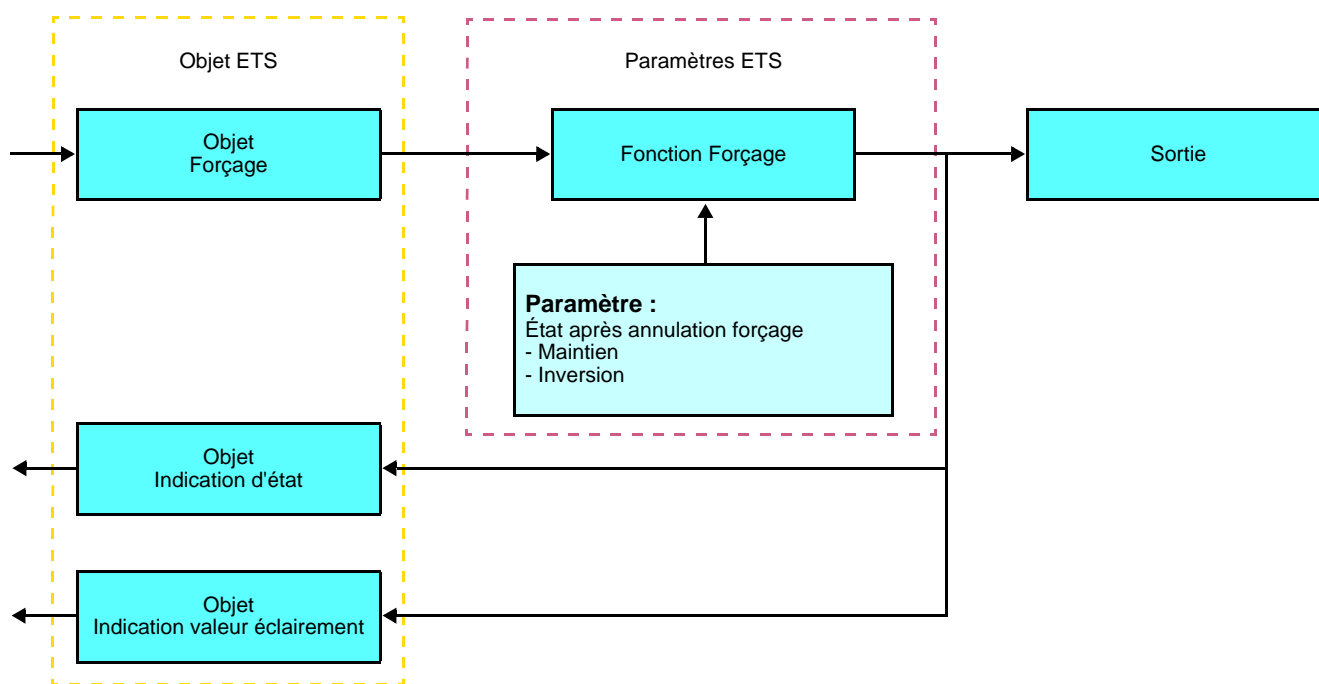 Objet ETS
Paramètres ETS
Objet
Forçage
Fonction Forçage
Sortie
Paramètre :
État après annulation forçage
- Maintien
- Inversion
Objet
Indication d'état
Objet
Indication valeur éclairement